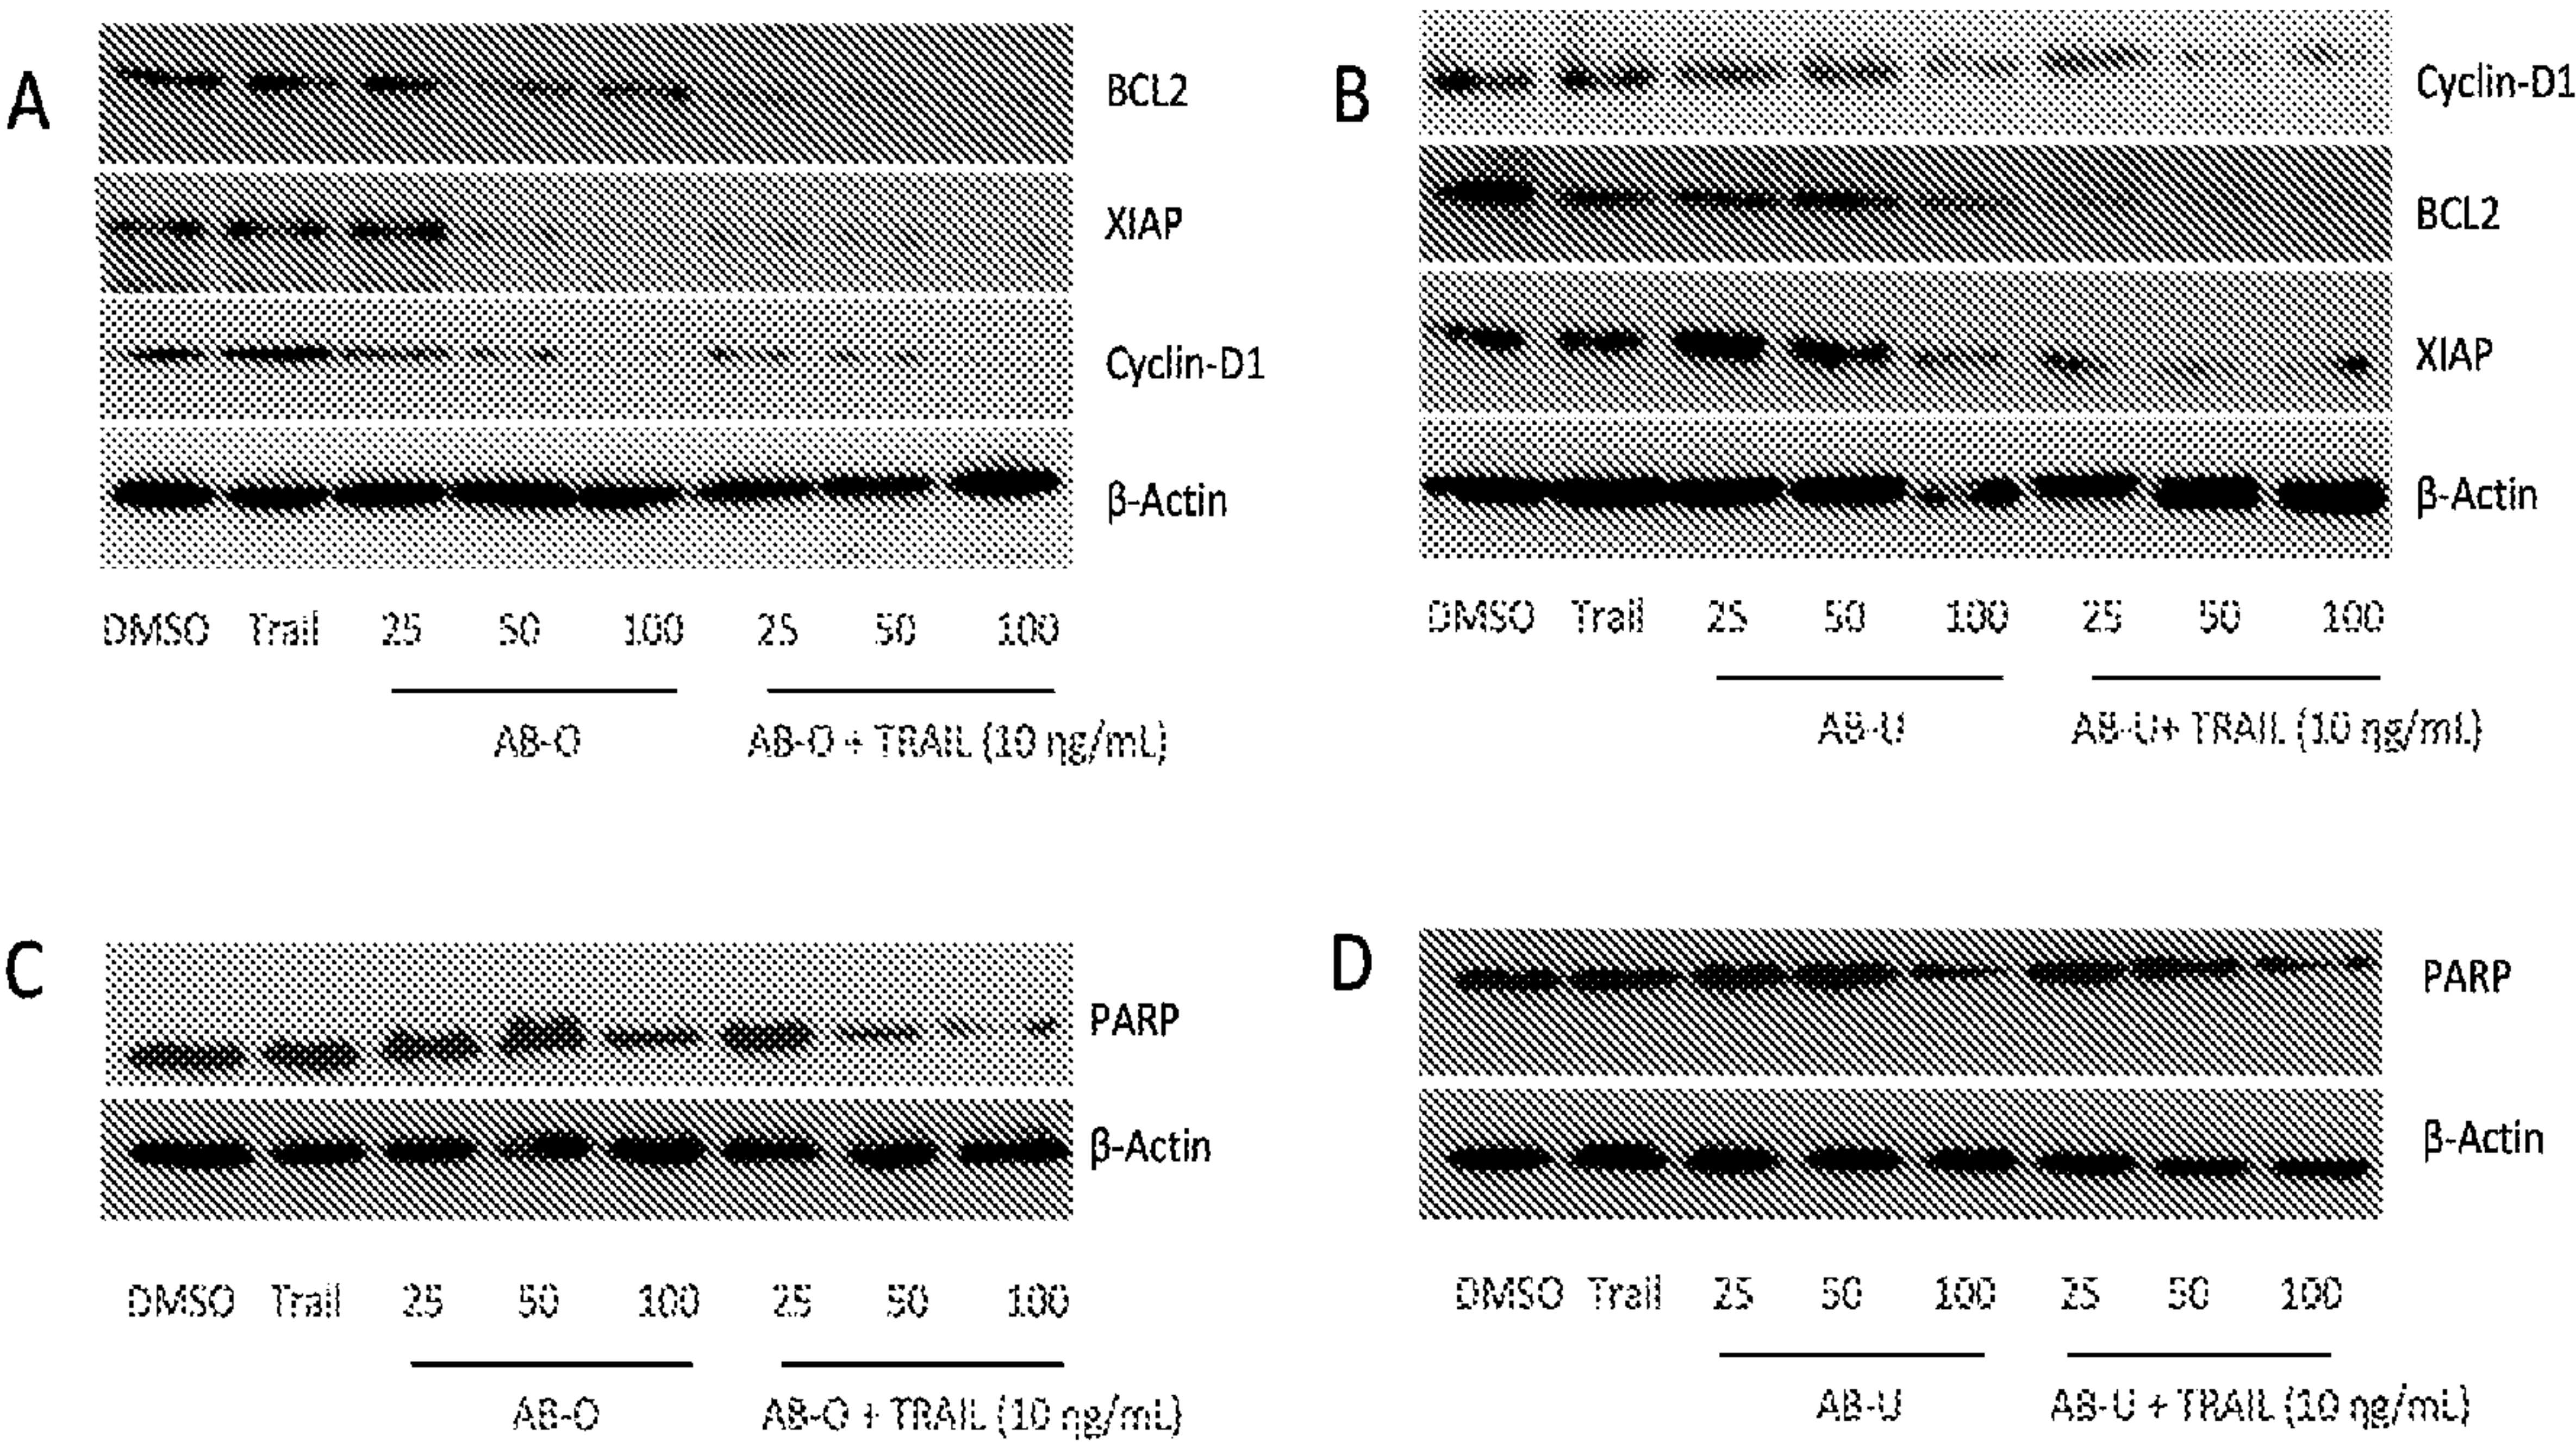 A
BCL2
XIAP
Cyclin-D1
β-Actin
DMSO Trail 25 50 100 25 50 100
AB-O AB-O + TRAIL (10 ηg/mL)
B
Cyclin-D1
BCL2
XIAP
β-Actin
DMSO Trail 25 50 100 25 50 100
AB-U AB-U+ TRAIL (10 ηg/mL)
C
PARP
β-Actin
DMSO Trail 25 50 100 25 50 100
AB-O AB-O + TRAIL (10 ηg/mL)
D
PARP
β-Actin
DMSO Trail 25 50 100 25 50 100
AB-U AB-U + TRAIL (10 ηg/mL)